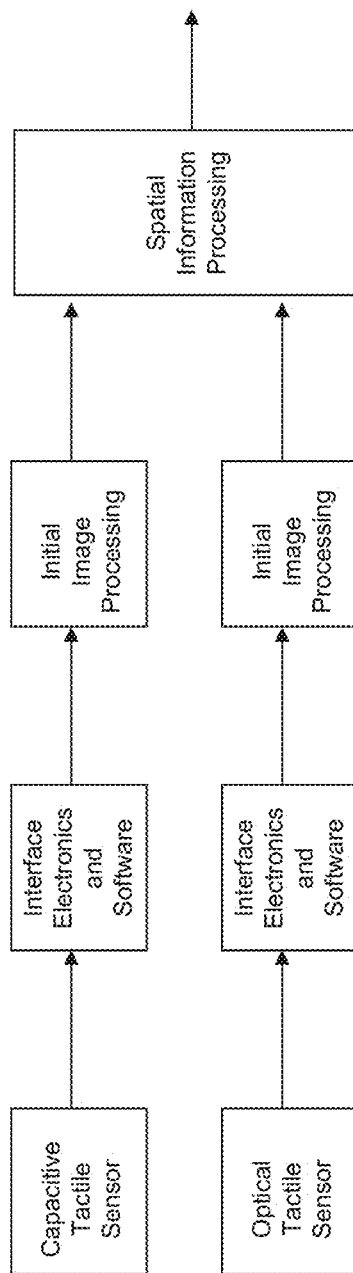 Capacitive
Tactile
Sensor
Interface
Electronics
and
Software
Initial
Image
Processing
Optical
Tactile
Sensor
Interface
Electronics
and
Software
Initial
Image
Processing
Spatial
Information
Processing